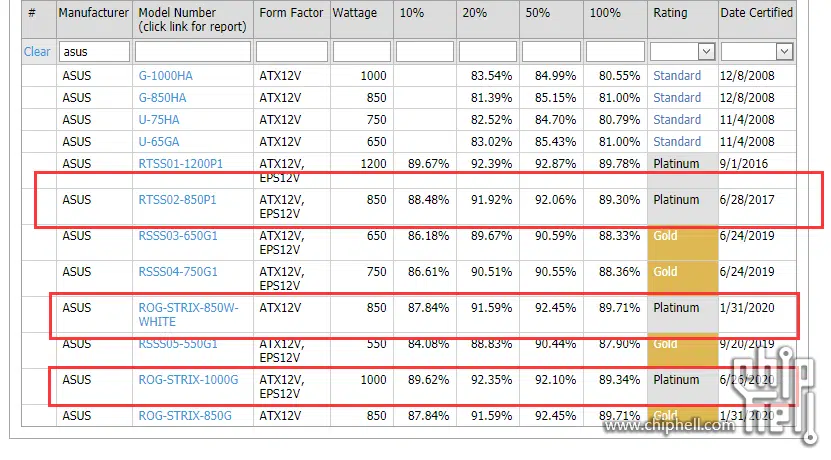 # Manufacturer Model Number Form Factor Wattage 10% 20% 50% 100% Rating Date Certified
(click link for report)
Clear asus
ASUS G-1000HA ATX12V 1000 83.54% 84.99% 80.55% Standard 12/8/2008
ASUS G-850HA ATX12V 850 81.39% 85.15% 81.00% Standard 12/8/2008
ASUS U-75HA ATX12V 750 82.52% 84.70% 80.79% Standard 11/4/2008
ASUS U-65GA ATX12V 650 83.02% 85.43% 81.00% Standard 11/4/2008
ASUS RTSS01-1200P1 ATX12V, 1200 89.67% 92.39% 92.87% 89.78% Platinum 9/1/2016
EPS12V
ASUS RTSS02-850P1 ATX12V, 850 88.48% 91.92% 92.06% 89.30% Platinum 6/28/2017
EPS12V
ASUS RSSS03-650G1 ATX12V, 650 86.18% 89.67% 90.59% 88.33% Gold 6/24/2019
EPS12V
ASUS RSSS04-750G1 ATX12V, 750 86.61% 90.51% 90.55% 88.36% Gold 6/24/2019
EPS12V
ASUS ROG-STRIX-850W- ATX12V 850 87.84% 91.59% 92.45% 89.71% Platinum 1/31/2020
WHITE
ASUS RSSS05-550G1 ATX12V, 550 84.08% 88.83% 90.44% 87.90% Gold 9/20/2019
EPS12V
ASUS ROG-STRIX-1000G ATX12V, 1000 89.62% 92.35% 92.10% 89.34% Platinum 6/26/2020
EPS12V
ASUS ROG-STRIX-850G ATX12V 850 87.84% 91.59% 92.45% 89.71% Gold 1/31/2020
chip
hell
www.chiphell.com